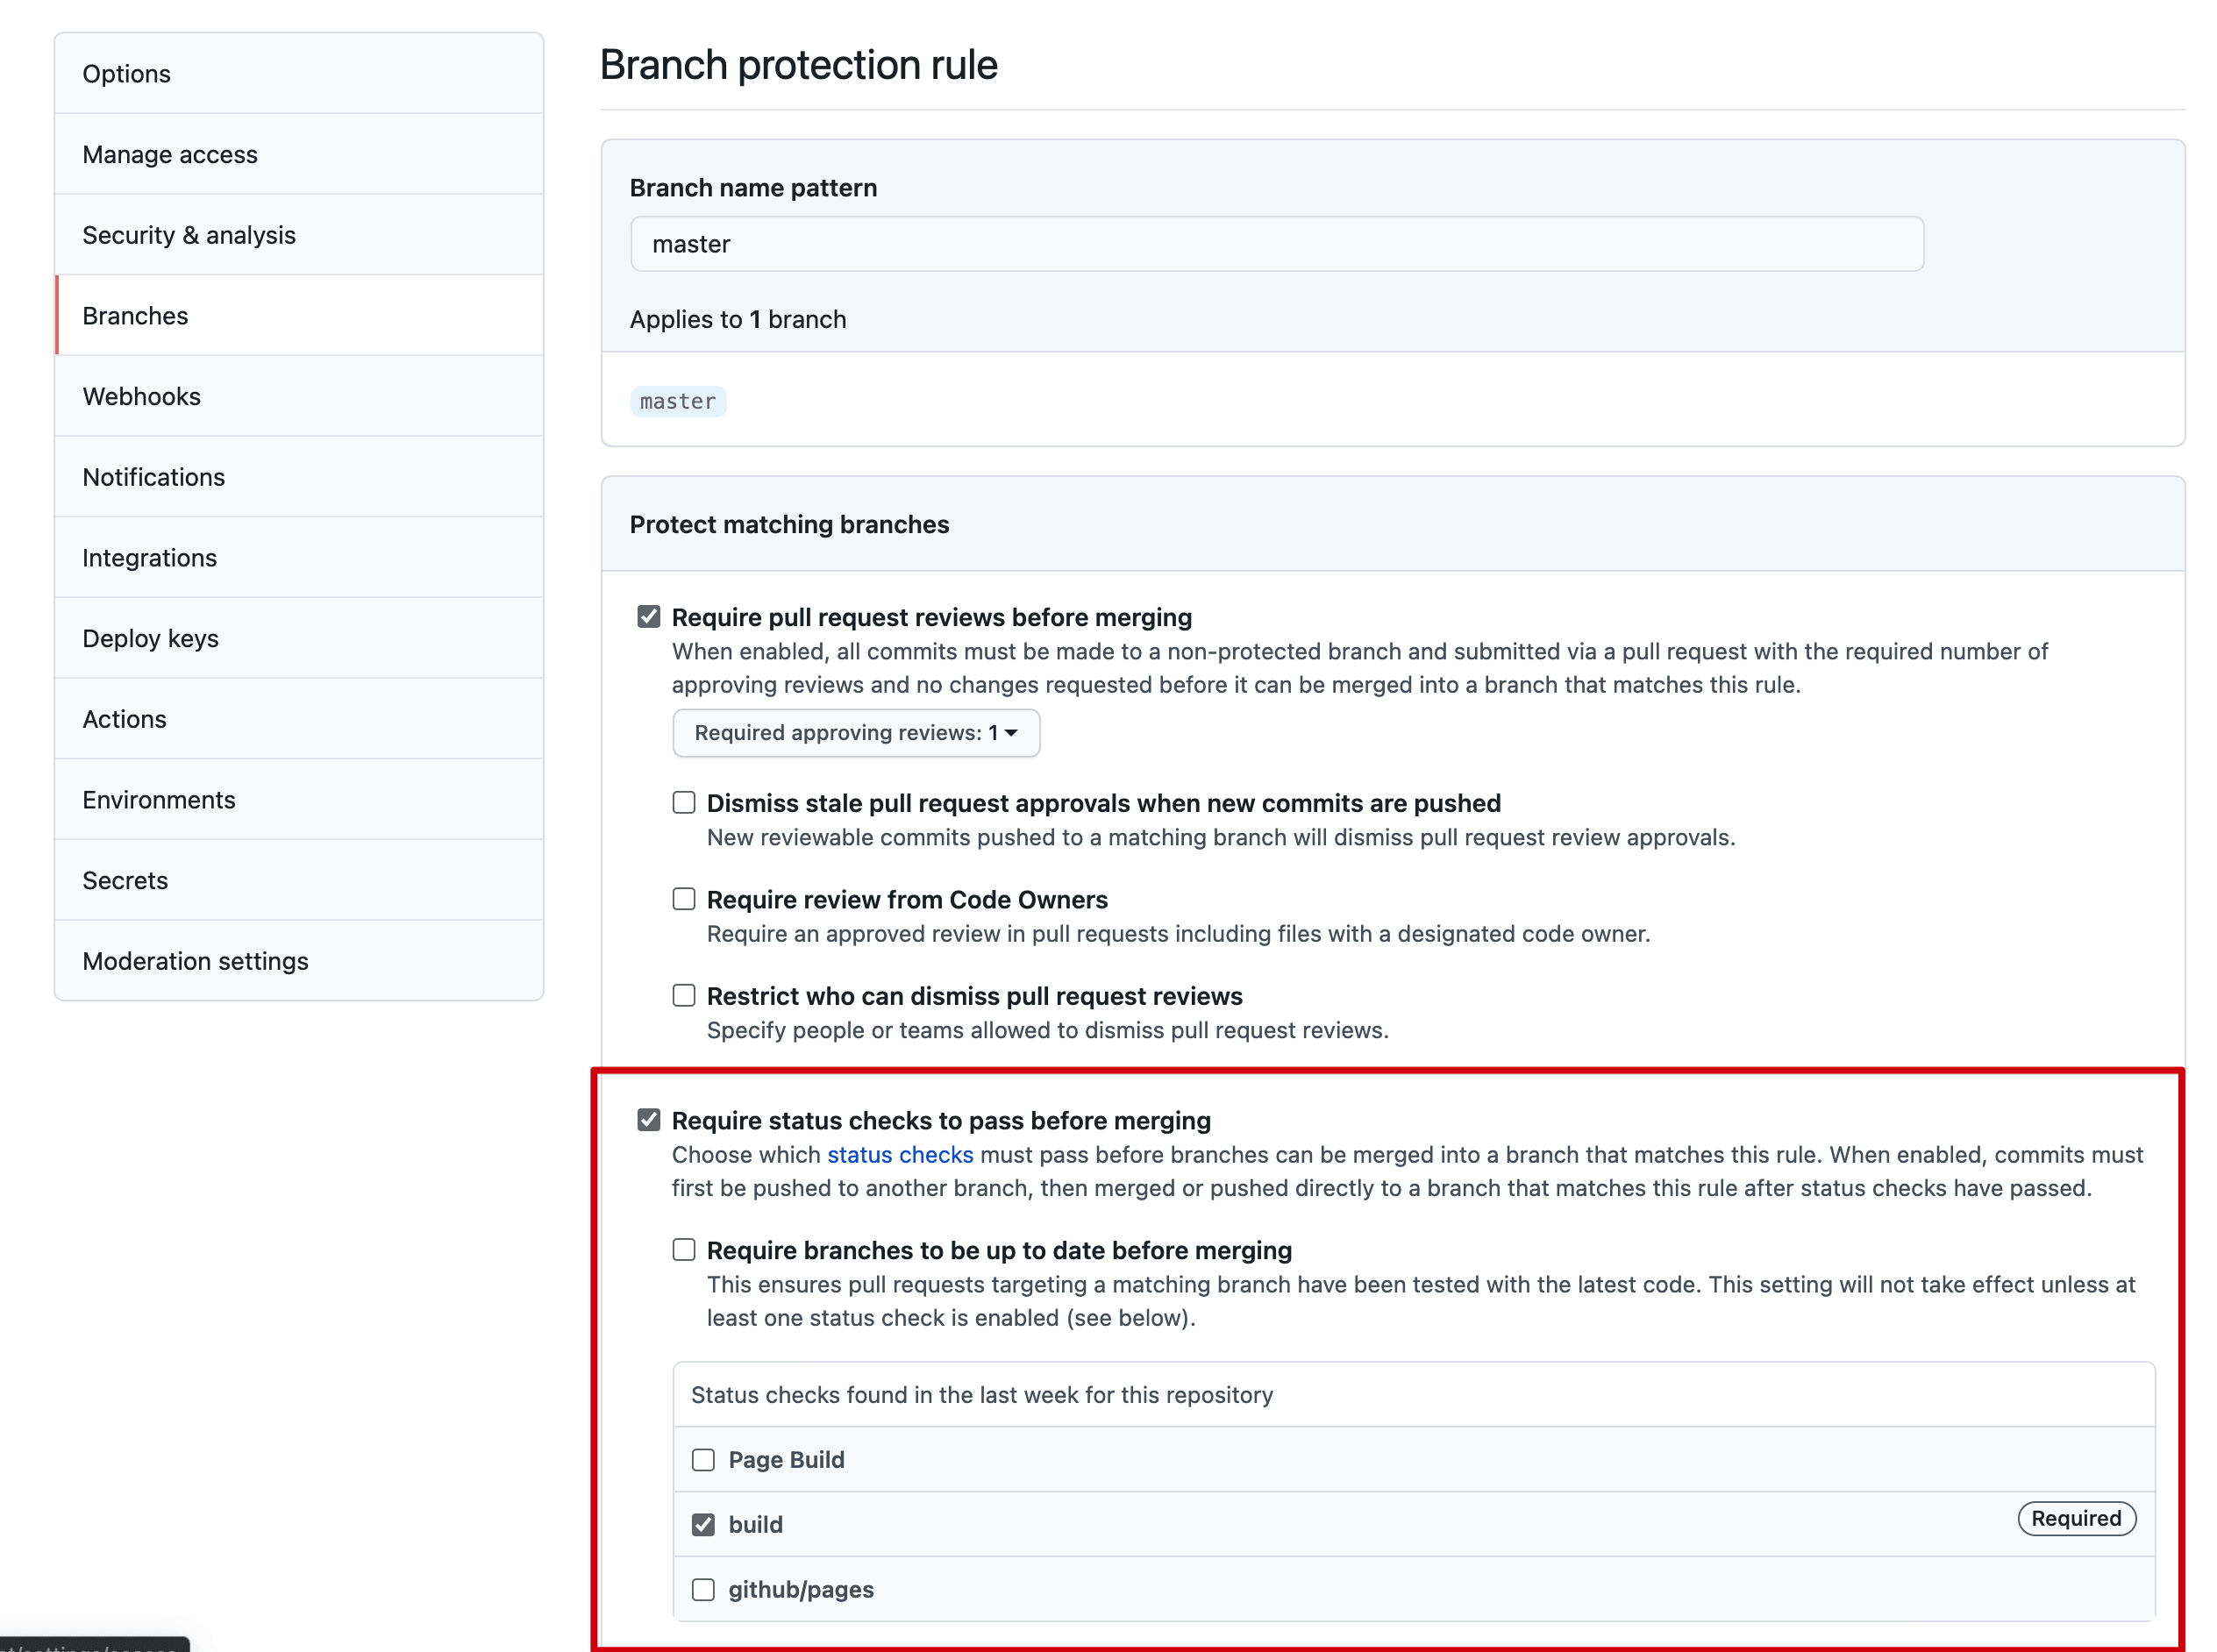 Options
Manage access
Security & analysis
Branches
Webhooks
Notifications
Integrations
Deploy keys
Actions
Environments
Secrets
Moderation settings
Branch protection rule
Branch name pattern
master
Applies to 1 branch
master
Protect matching branches
Require pull request reviews before merging
When enabled, all commits must be made to a non-protected branch and submitted via a pull request with the required number of
approving reviews and no changes requested before it can be merged into a branch that matches this rule.
Required approving reviews: 1
Dismiss stale pull request approvals when new commits are pushed
New reviewable commits pushed to a matching branch will dismiss pull request review approvals.
Require review from Code Owners
Require an approved review in pull requests including files with a designated code owner.
Restrict who can dismiss pull request reviews
Specify people or teams allowed to dismiss pull request reviews.
Require status checks to pass before merging
Choose which status checks must pass before branches can be merged into a branch that matches this rule. When enabled, commits must
first be pushed to another branch, then merged or pushed directly to a branch that matches this rule after status checks have passed.
Require branches to be up to date before merging
This ensures pull requests targeting a matching branch have been tested with the latest code. This setting will not take effect unless at
least one status check is enabled (see below).
Status checks found in the last week for this repository
Page Build
build
Required
github/pages